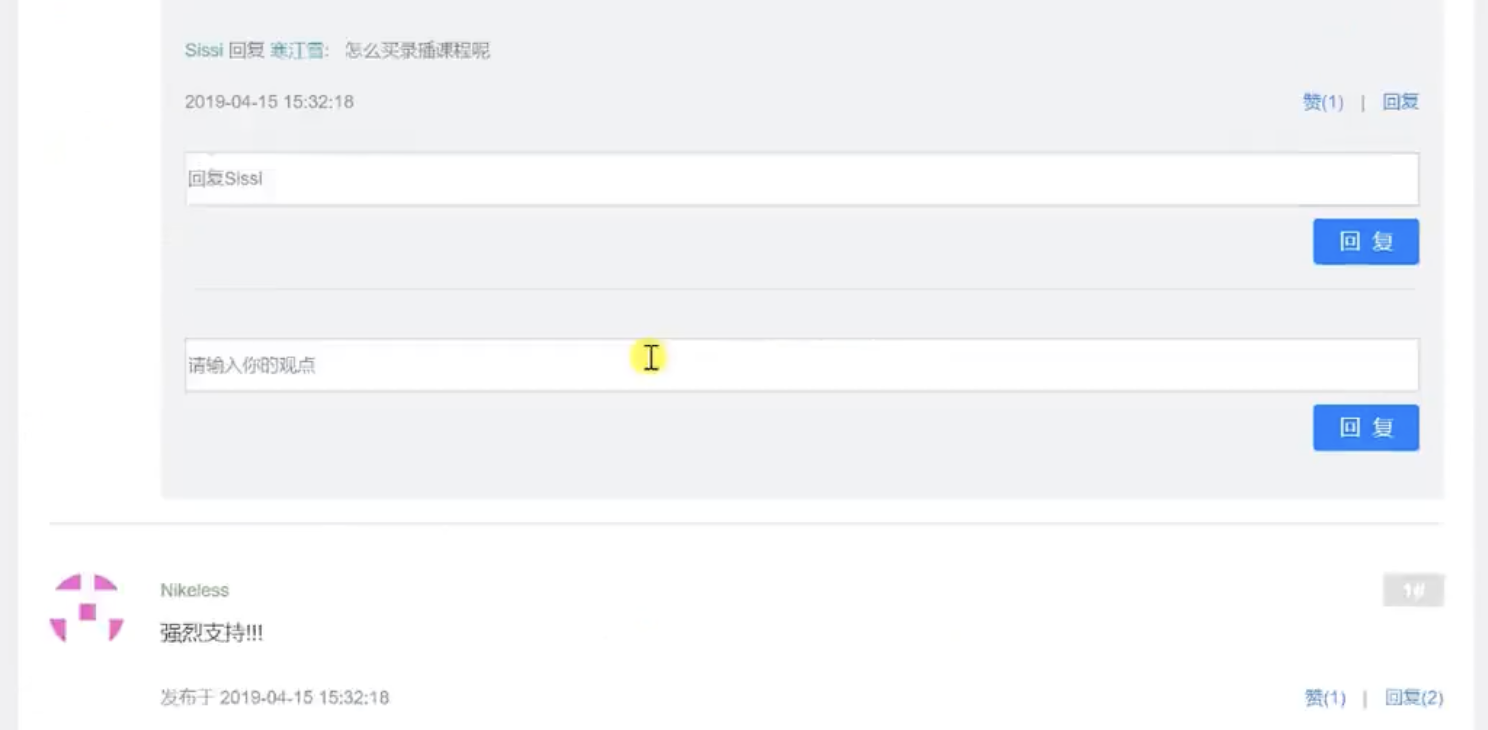 Sissi 回复 寒江雪: 怎么买录播课程呢
2019-04-15 15:32:18 赞(1) | 回复
回复Sissi
回 复
请输入你的观点
回 复
Nikeless 1#
强烈支持!!!
发布于 2019-04-15 15:32:18 赞(1) | 回复(2)